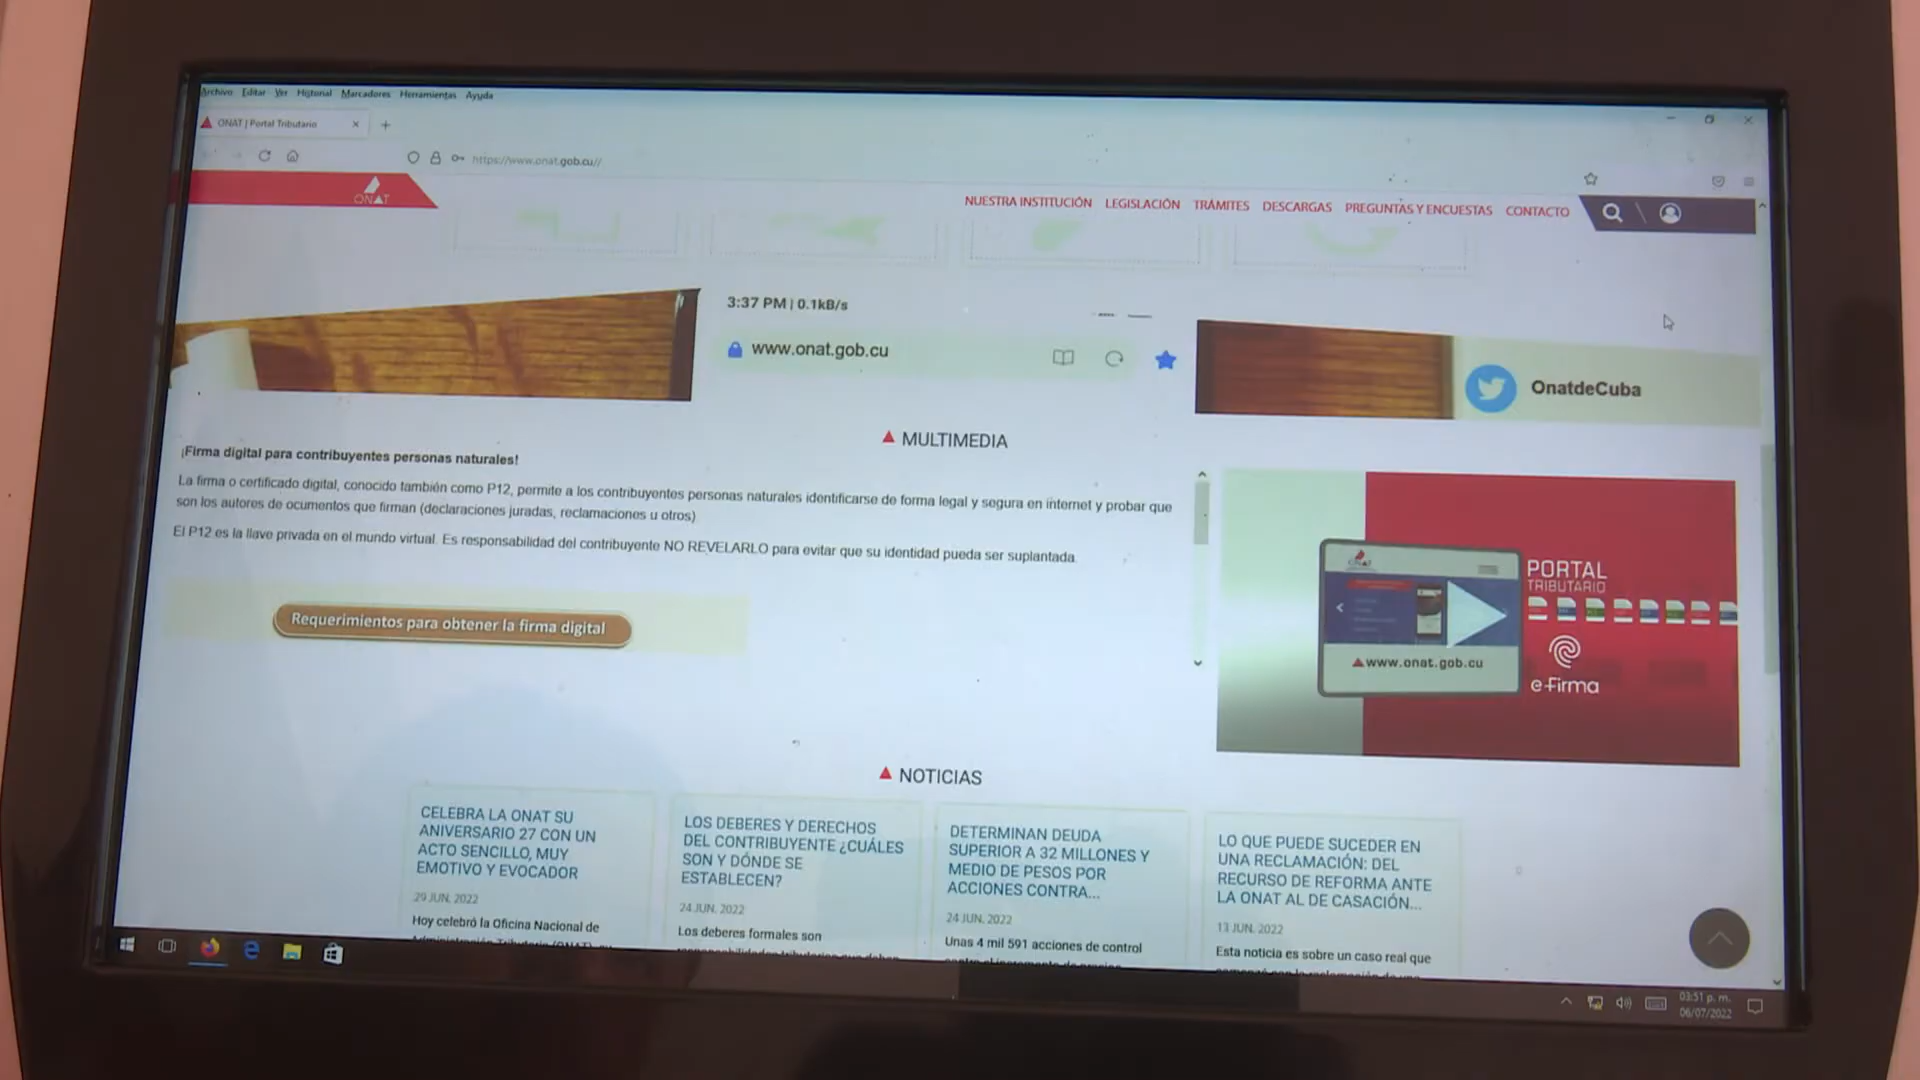 Archivo Editar Ver Historial Marcadores Herramientas Ayuda
ONAT | Portal Tributario
https://www.onat.gob.cu//
ONAT
NUESTRA INSTITUCIÓN LEGISLACIÓN TRÁMITES DESCARGAS PREGUNTAS Y ENCUESTAS CONTACTO
3:37 PM | 0.1kB/s
www.onat.gob.cu
OnatdeCuba
MULTIMEDIA
¡Firma digital para contribuyentes personas naturales!
La firma o certificado digital, conocido también como P12, permite a los contribuyentes personas naturales identificarse de forma legal y segura en internet y probar que
son los autores de ocumentos que firman (declaraciones juradas, reclamaciones u otros)
El P12 es la llave privada en el mundo virtual. Es responsabilidad del contribuyente NO REVELARLO para evitar que su identidad pueda ser suplantada.
Requerimientos para obtener la firma digital
PORTAL
TRIBUTARIO
www.onat.gob.cu
e-Firma
NOTICIAS
CELEBRA LA ONAT SU
ANIVERSARIO 27 CON UN
ACTO SENCILLO, MUY
EMOTIVO Y EVOCADOR
29 JUN. 2022
Hoy celebró la Oficina Nacional de
Administración Tributaria (ONAT), su
LOS DEBERES Y DERECHOS
DEL CONTRIBUYENTE ¿CUÁLES
SON Y DÓNDE SE
ESTABLECEN?
24 JUN. 2022
Los deberes formales son
DETERMINAN DEUDA
SUPERIOR A 32 MILLONES Y
MEDIO DE PESOS POR
ACCIONES CONTRA...
24 JUN. 2022
Unas 4 mil 591 acciones de control
LO QUE PUEDE SUCEDER EN
UNA RECLAMACIÓN: DEL
RECURSO DE REFORMA ANTE
LA ONAT AL DE CASACIÓN...
13 JUN. 2022
Esta noticia es sobre un caso real que
03:51 p. m.
06/07/2022